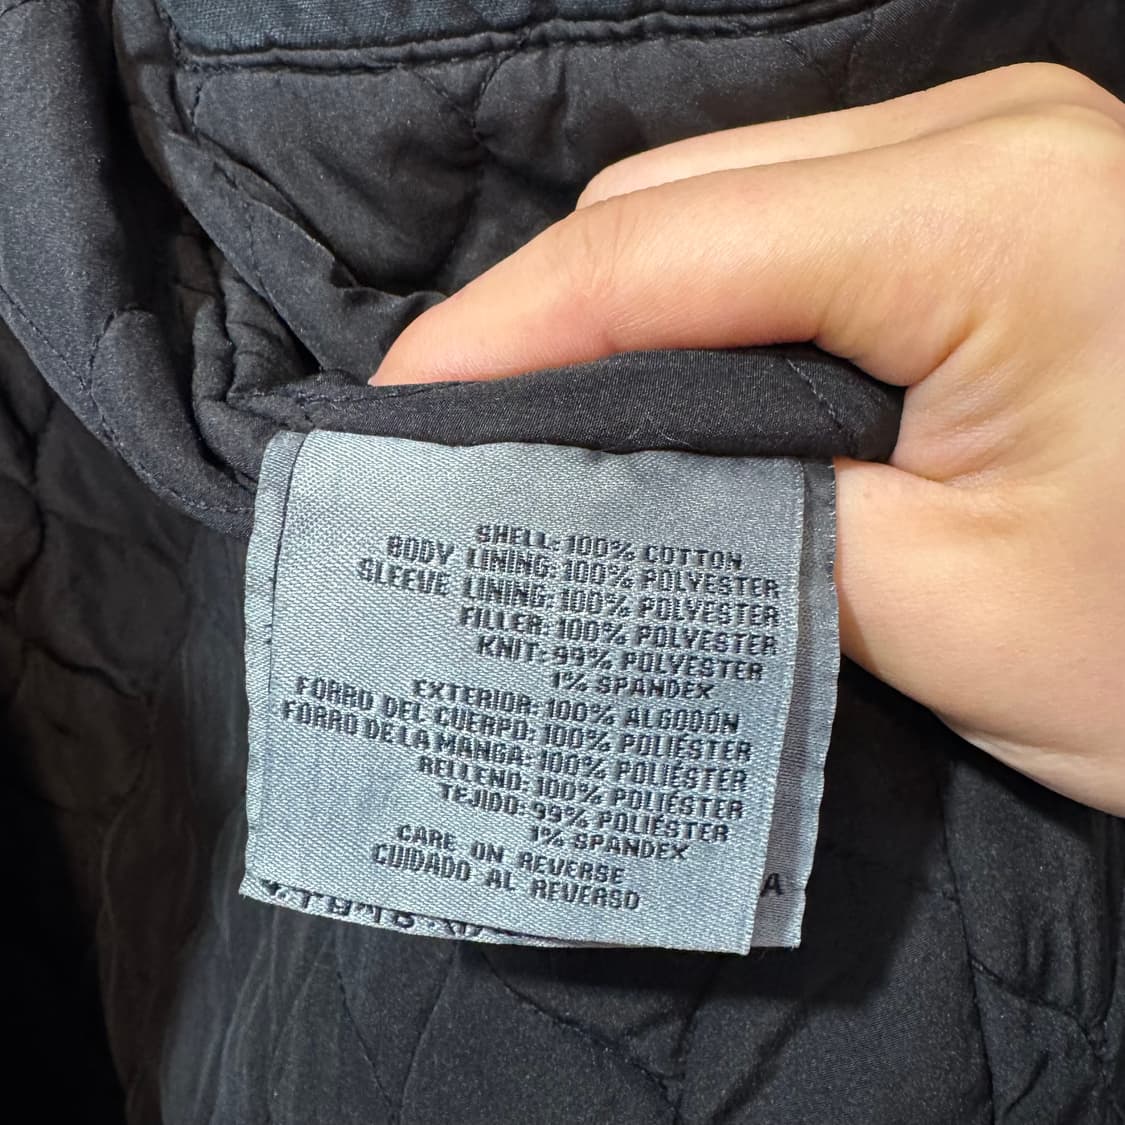 SHELL: 100% COTTON
BODY LINING: 100% POLYESTER
SLEEVE LINING: 100% POLYESTER
FILLER: 100% POLYESTER
KNIT: 99% POLYESTER
1% SPANDEX
EXTERIOR: 100% ALGODÓN
FORRO DEL CUERPO: 100% POLIÉSTER
FORRO DE LA MANGA: 100% POLIÉSTER
RELLENO: 100% POLIÉSTER
TEJIDO: 99% POLIÉSTER
1% SPANDEX
CARE ON REVERSE
CUIDADO AL REVERSO